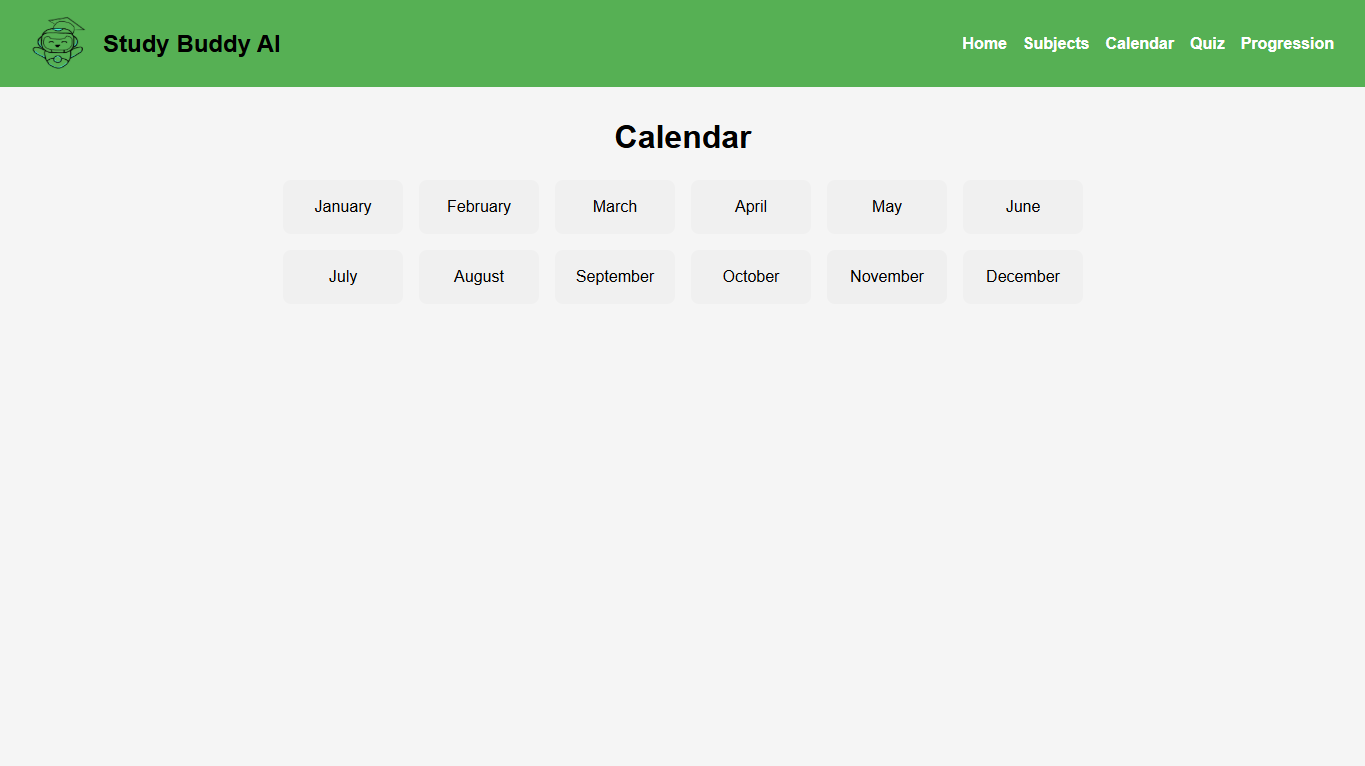 Study Buddy AI
Home Subjects Calendar Quiz Progression
Calendar
January February March April May June
July August September October November December